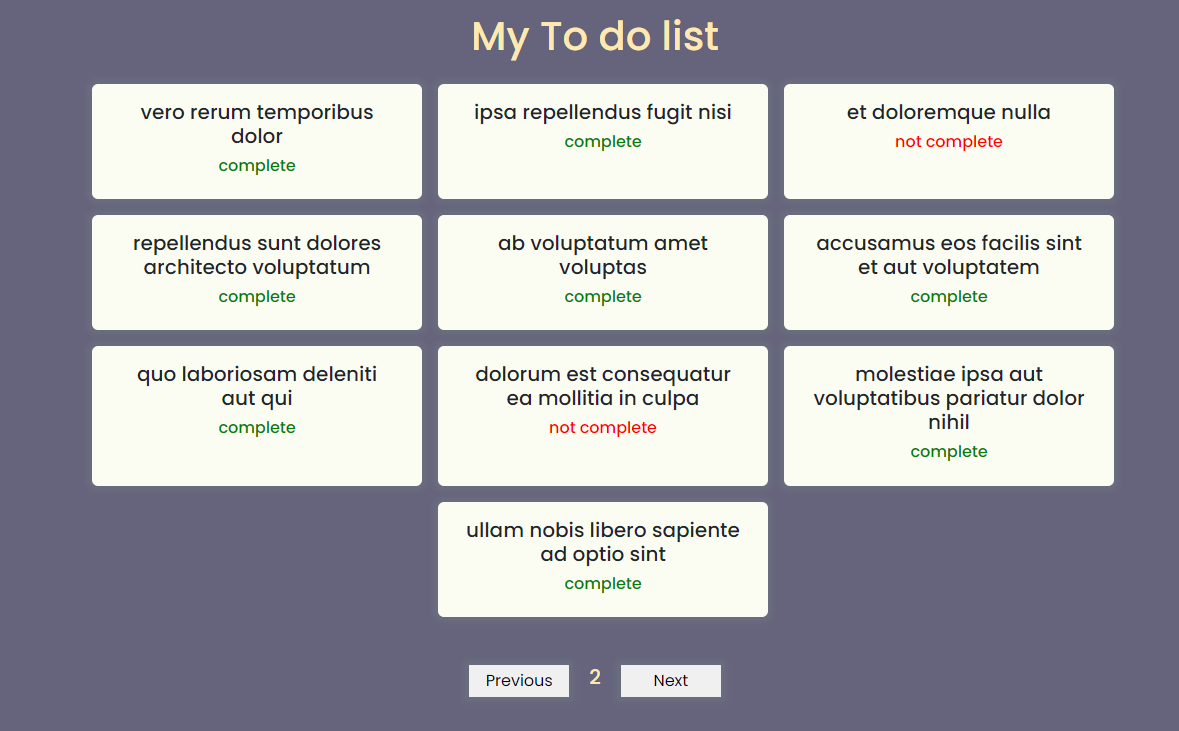 My To do list
vero rerum temporibus
dolor
complete
ipsa repellendus fugit nisi
complete
et doloremque nulla
not complete
repellendus sunt dolores
architecto voluptatum
complete
ab voluptatum amet
voluptas
complete
accusamus eos facilis sint
et aut voluptatem
complete
quo laboriosam deleniti
aut qui
complete
dolorum est consequatur
ea mollitia in culpa
not complete
molestiae ipsa aut
voluptatibus pariatur dolor
nihil
complete
ullam nobis libero sapiente
ad optio sint
complete
Previous 2 Next